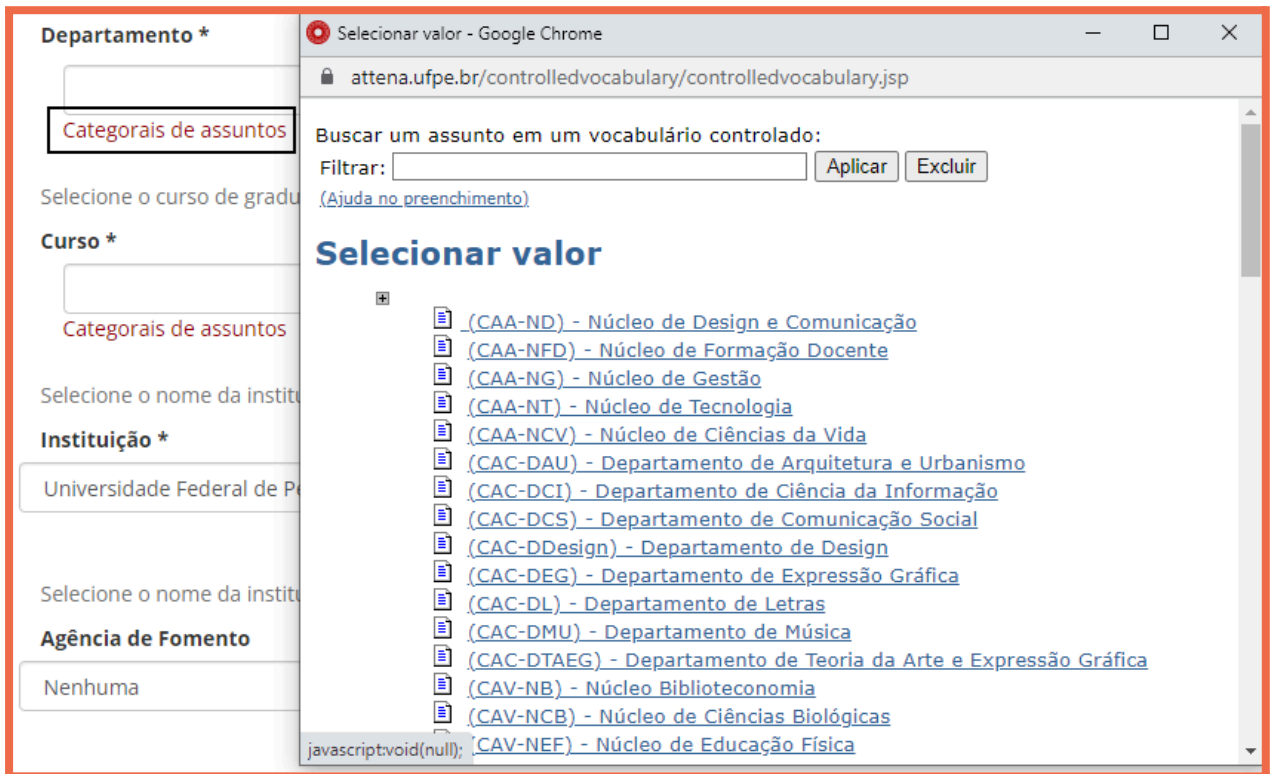 Departamento *
Categorais de assuntos
Selecione o curso de gradu
Curso *
Categorais de assuntos
Selecione o nome da institu
Instituição *
Universidade Federal de Pe
Selecione o nome da institu
Agência de Fomento
Nenhuma
Selecionar valor - Google Chrome
attena.ufpe.br/controlledvocabulary/controlledvocabulary.jsp
Buscar um assunto em um vocabulário controlado:
Filtrar: Aplicar Excluir
(Ajuda no preenchimento)
Selecionar valor
(CAA-ND) - Núcleo de Design e Comunicação
(CAA-NFD) - Núcleo de Formação Docente
(CAA-NG) - Núcleo de Gestão
(CAA-NT) - Núcleo de Tecnologia
(CAA-NCV) - Núcleo de Ciências da Vida
(CAC-DAU) - Departamento de Arquitetura e Urbanismo
(CAC-DCI) - Departamento de Ciência da Informação
(CAC-DCS) - Departamento de Comunicação Social
(CAC-DDesign) - Departamento de Design
(CAC-DEG) - Departamento de Expressão Gráfica
(CAC-DL) - Departamento de Letras
(CAC-DMU) - Departamento de Música
(CAC-DTAEG) - Departamento de Teoria da Arte e Expressão Gráfica
(CAV-NB) - Núcleo Biblioteconomia
(CAV-NCB) - Núcleo de Ciências Biológicas
(CAV-NEF) - Núcleo de Educação Física
javascript:void(null);